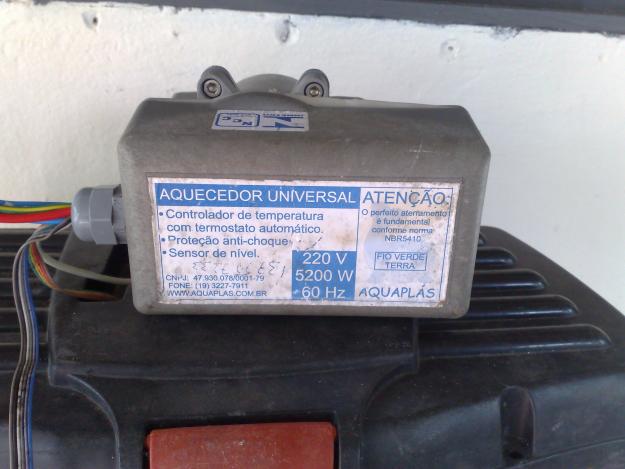 Ncc
AQUECEDOR UNIVERSAL
• Controlador de temperatura
com termostato automático.
• Proteção anti-choque
• Sensor de nível.
220 V
5200 W
60 Hz
CNPJ: 47.930.078/0001-79
FONE: (19) 3227-7911
WWW.AQUAPLAS.COM.BR
ATENÇÃO:
O perfeito aterramento
é fundamental
conforme norma
NBR5410
FIO VERDE
TERRA
AQUAPLÁS